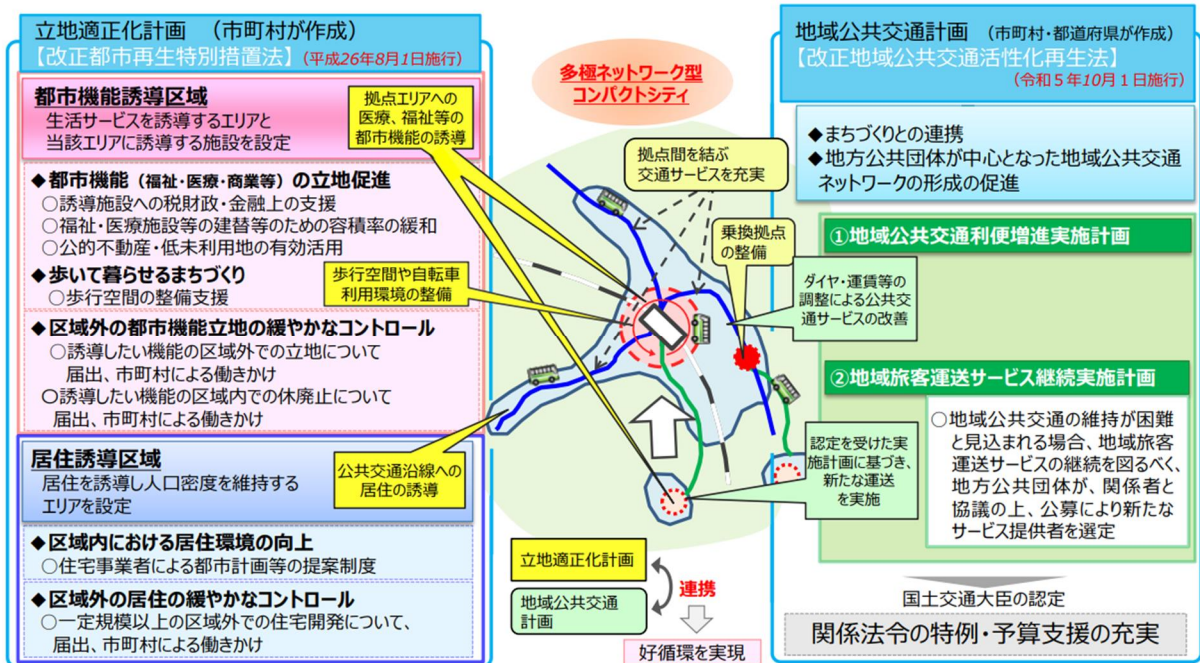 立地適正化計画　（市町村が作成）
【改正都市再生特別措置法】（平成26年8月1日施行）
都市機能誘導区域
生活サービスを誘導するエリアと
当該エリアに誘導する施設を設定
◆都市機能（福祉・医療・商業等）の立地促進
○誘導施設への税財政・金融上の支援
○福祉・医療施設等の建替等のための容積率の緩和
○公的不動産・低未利用地の有効活用
◆歩いて暮らせるまちづくり
○歩行空間の整備支援
◆区域外の都市機能立地の緩やかなコントロール
○誘導したい機能の区域外での立地について
届出、市町村による働きかけ
○誘導したい機能の区域内での休廃止について
届出、市町村による働きかけ
居住誘導区域
居住を誘導し人口密度を維持する
エリアを設定
◆区域内における居住環境の向上
○住宅事業者による都市計画等の提案制度
◆区域外の居住の緩やかなコントロール
○一定規模以上の区域外での住宅開発について、
届出、市町村による働きかけ
多極ネットワーク型
コンパクトシティ
拠点エリアへの
医療、福祉等の
都市機能の誘導
拠点間を結ぶ
交通サービスを充実
乗換拠点
の整備
歩行空間や自転車
利用環境の整備
ダイヤ・運賃等の
調整による公共交
通サービスの改善
公共交通沿線への
居住の誘導
認定を受けた実
施計画に基づき、
新たな運送
を実施
立地適正化計画
連携
地域公共交通
計画
好循環を実現
地域公共交通計画　（市町村・都道府県が作成）
【改正地域公共交通活性化再生法】
（令和５年10月１日施行）
◆まちづくりとの連携
◆地方公共団体が中心となった地域公共交通
ネットワークの形成の促進
①地域公共交通利便増進実施計画
②地域旅客運送サービス継続実施計画
○地域公共交通の維持が困難
と見込まれる場合、地域旅客
運送サービスの継続を図るべく、
地方公共団体が、関係者と
協議の上、公募により新たな
サービス提供者を選定
国土交通大臣の認定
関係法令の特例・予算支援の充実